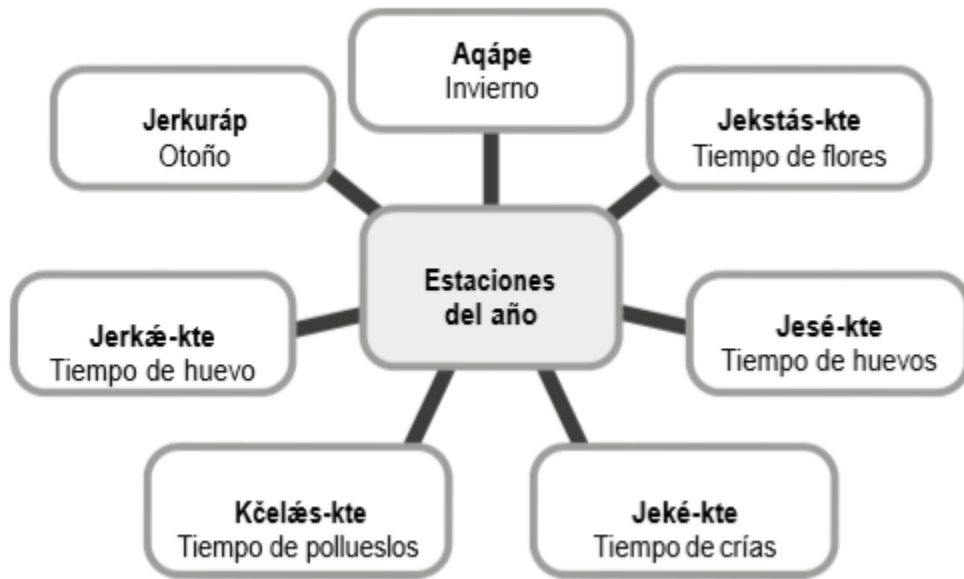 Aqápe
Invierno
Jerkuráp
Otoño
Jekstás-kte
Tiempo de flores
Estaciones
del año
Jerkǽ-kte
Tiempo de huevo
Jesé-kte
Tiempo de huevos
Kčelǽs-kte
Tiempo de pollueslos
Jeké-kte
Tiempo de crías